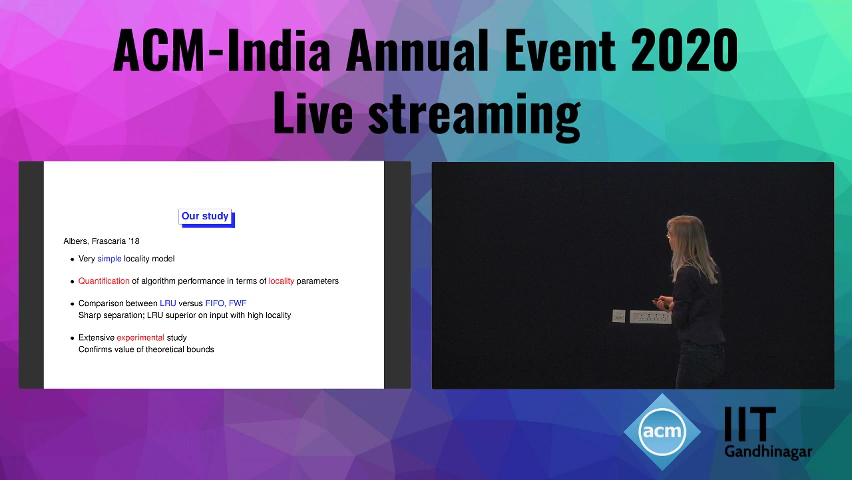 ACM-India Annual Event 2020
Live streaming
Our study
Albers, Frascaria '18
• Very simple locality model
• Quantification of algorithm performance in terms of locality parameters
• Comparison between LRU versus FIFO, FWF
Sharp separation; LRU superior on input with high locality
• Extensive experimental study
Confirms value of theoretical bounds
acm
IIT
Gandhinagar